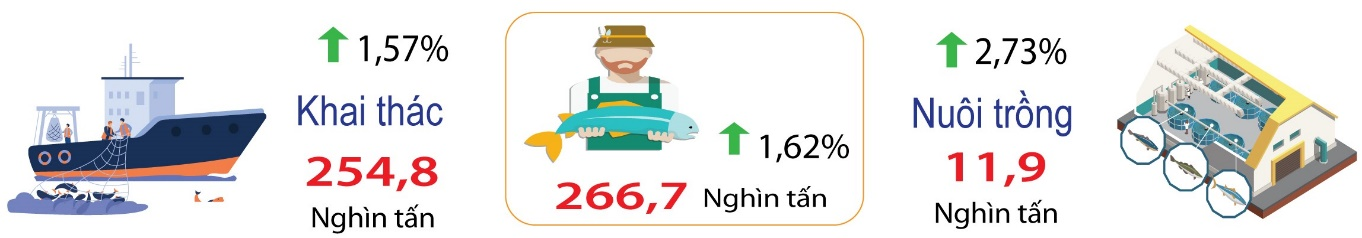 1,57%
Khai thác
254,8
Nghìn tấn
1,62%
266,7 Nghìn tấn
2,73%
Nuôi trồng
11,9
Nghìn tấn